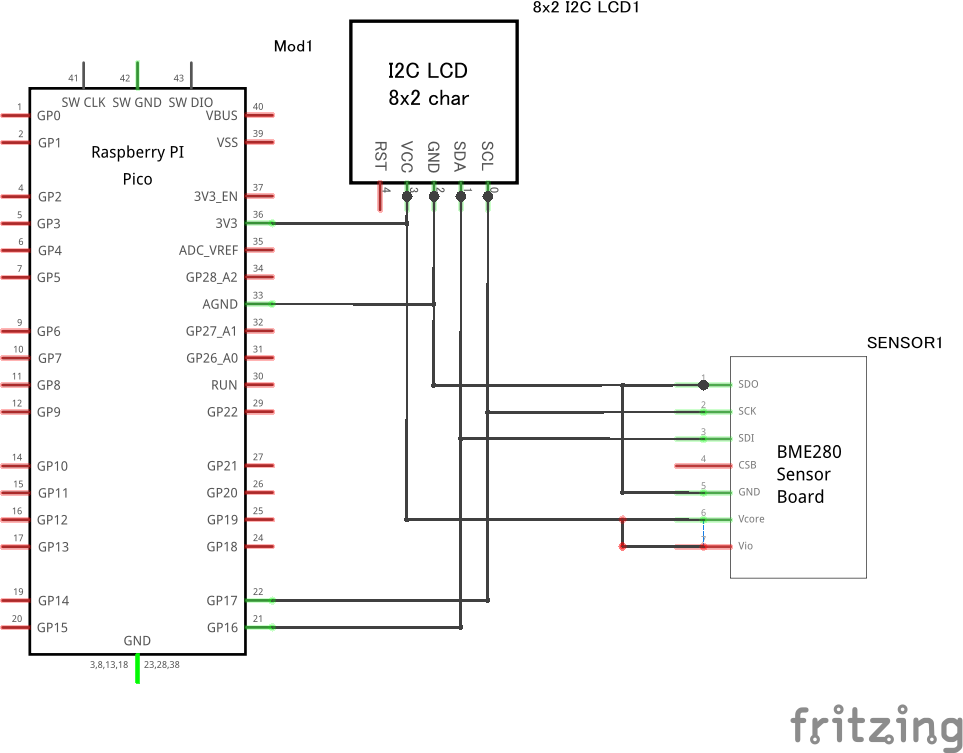 8x2 I2C LCD1
Mod1
I2C LCD
8x2 char
RST
VCC
GND
SDA
SCL
4
3
2
1
0
41
42
43
SW CLK
SW GND
SW DIO
Raspberry PI
Pico
1 GP0
2 GP1
4 GP2
5 GP3
6 GP4
7 GP5
9 GP6
10 GP7
11 GP8
12 GP9
14 GP10
15 GP11
16 GP12
17 GP13
19 GP14
20 GP15
VBUS 40
VSS 39
3V3_EN 37
3V3 36
ADC_VREF 35
GP28_A2 34
AGND 33
GP27_A1 32
GP26_A0 31
RUN 30
GP22 29
GP21 27
GP20 26
GP19 25
GP18 24
GP17 22
GP16 21
GND
3,8,13,18
23,28,38
SENSOR1
1 SDO
2 SCK
3 SDI
4 CSB
5 GND
6 Vcore
7 Vio
BME280
Sensor
Board
fritzing